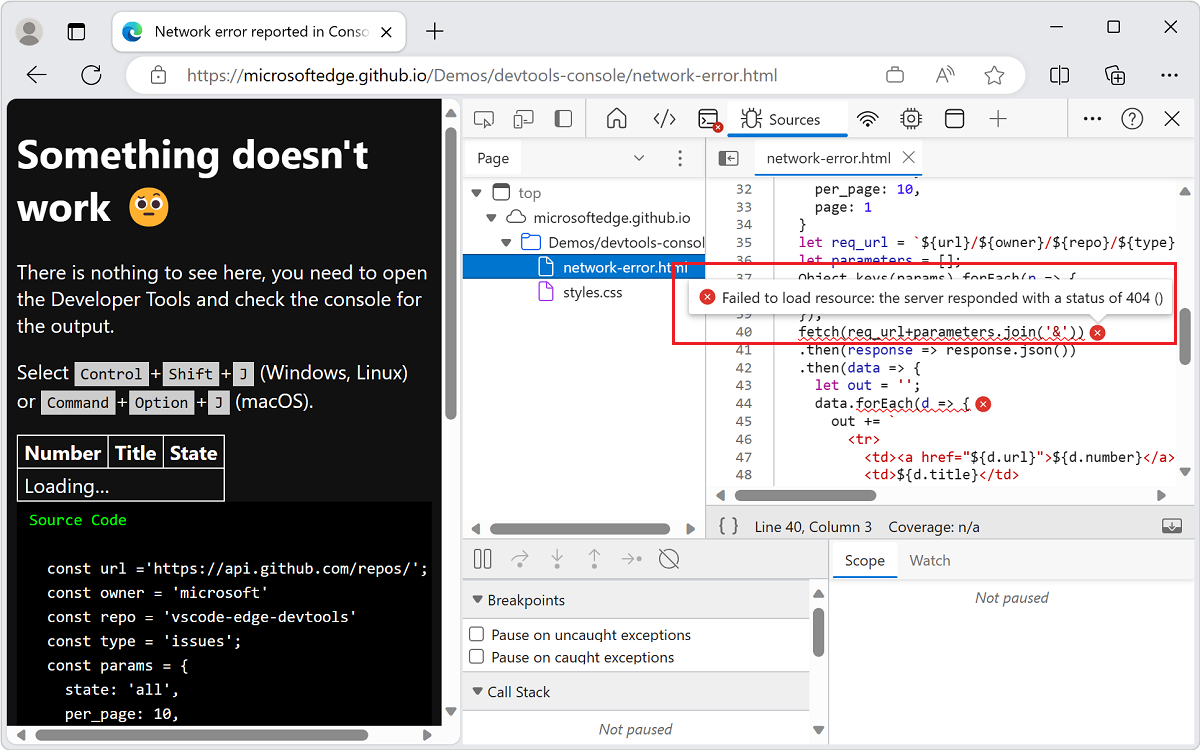 Network error reported in Conso
https://microsoftedge.github.io/Demos/devtools-console/network-error.html
Something doesn't
work
There is nothing to see here, you need to open
the Developer Tools and check the console for
the output.
Select Control + Shift + J (Windows, Linux)
or Command + Option + J (macOS).
Number Title State
Loading...
Source Code
const url ='https://api.github.com/repos/';
const owner = 'microsoft'
const repo = 'vscode-edge-devtools'
const type = 'issues';
const params = {
state: 'all',
per_page: 10,
Sources
Page
top
microsoftedge.github.io
Demos/devtools-consol
network-error.html
styles.css
network-error.html
32 per_page: 10,
33 page: 1
34 }
35 let req_url = `${url}/${owner}/${repo}/${type}
36 let parameters = [];
37 Object.keys(params).forEach(p => {
Failed to load resource: the server responded with a status of 404 ()
39 });
40 fetch(req_url+parameters.join('&'))
41 .then(response => response.json())
42 .then(data => {
43 let out = '';
44 data.forEach(d => {
45 out += `
46 <tr>
47 <td><a href="${d.url}">${d.number}</a>
48 <td>${d.title}</td>
{ } Line 40, Column 3 Coverage: n/a
Breakpoints
Pause on uncaught exceptions
Pause on caught exceptions
Call Stack
Not paused
Scope Watch
Not paused